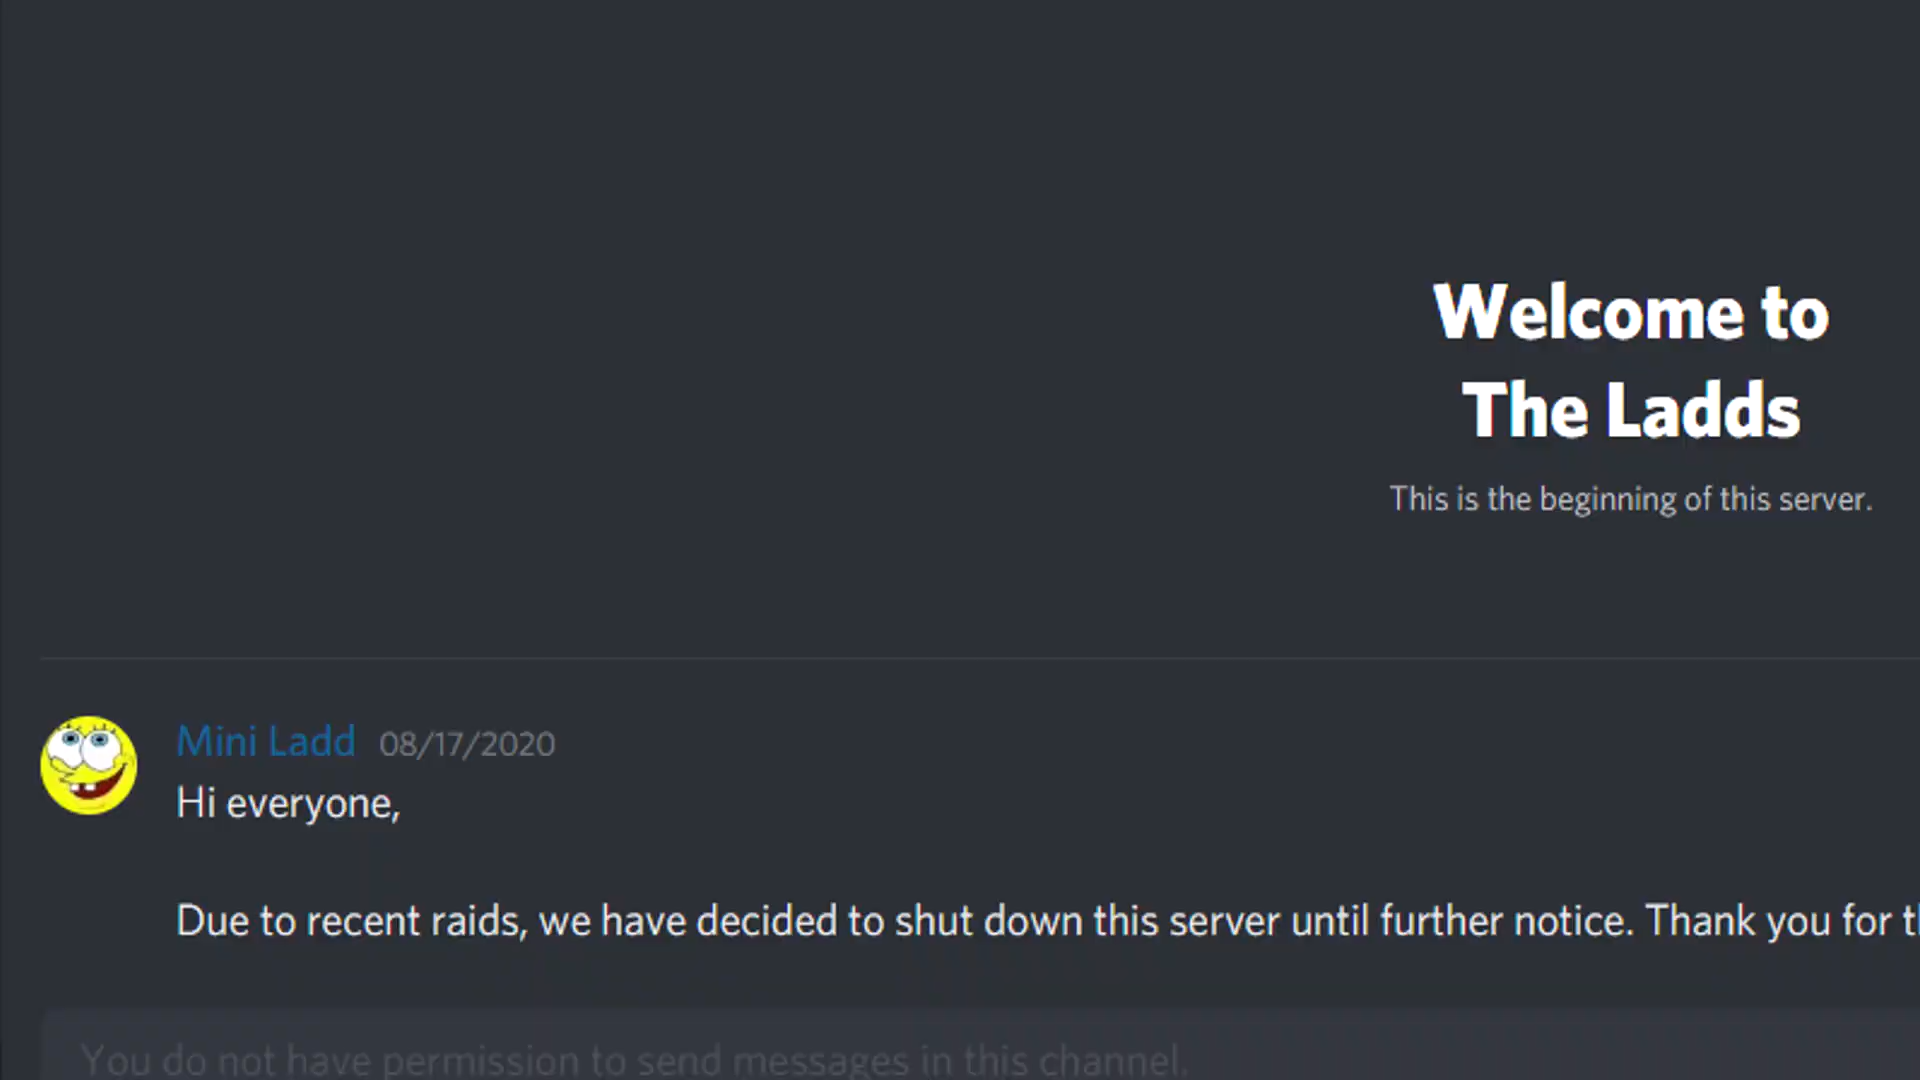 Welcome to
The Ladds
This is the beginning of this server.
Mini Ladd 08/17/2020
Hi everyone,
Due to recent raids, we have decided to shut down this server until further notice. Thank you for
You do not have permission to send messages in this channel.